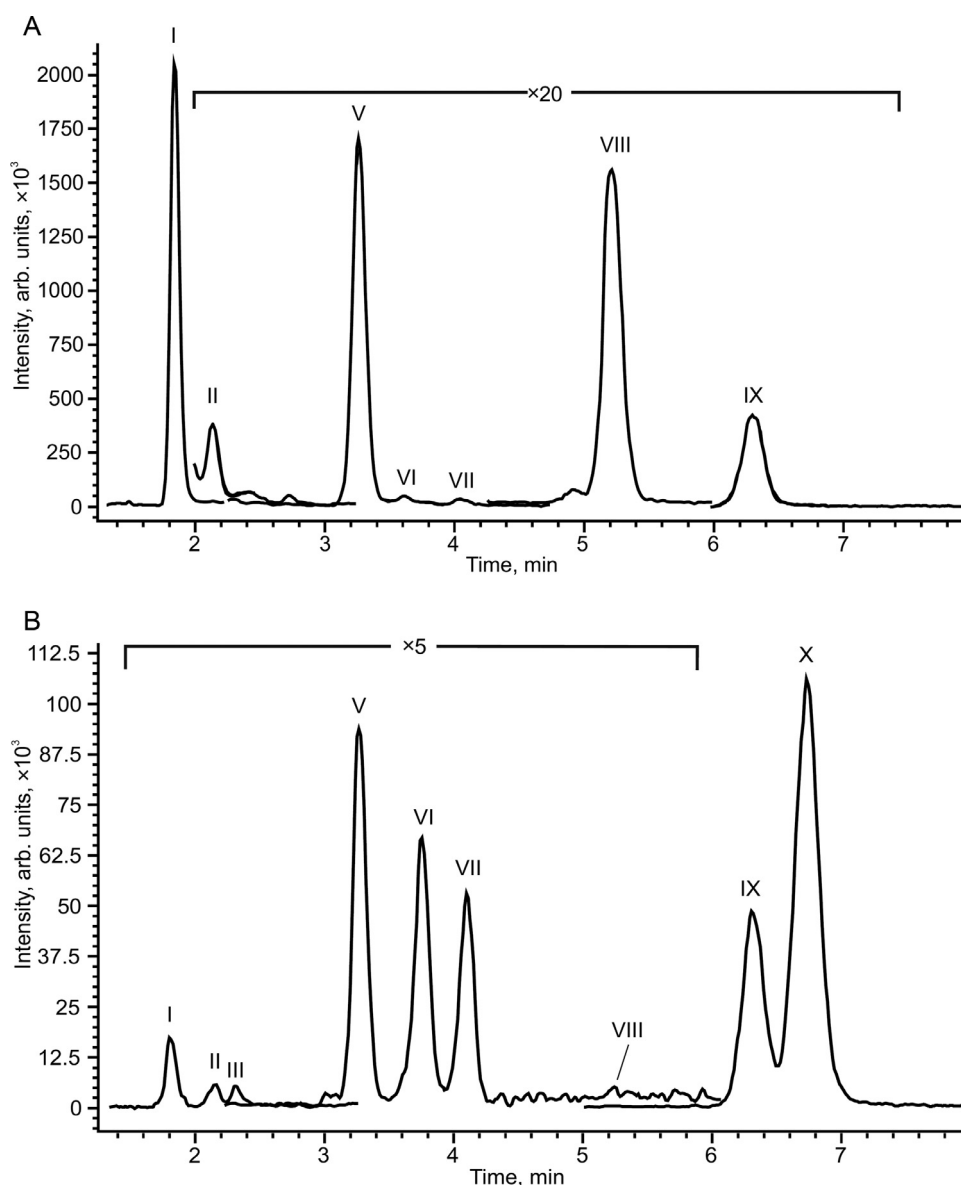 A
I
×20
V
VIII
II
IX
VI
VII
Intensity, arb. units, ×10³
2000
1750
1500
1250
1000
750
500
250
0
2 3 4 5 6 7
Time, min
B
×5
X
V
VI
VII
IX
I
II III
VIII
Intensity, arb. units, ×10³
112.5
100
87.5
75
62.5
50
37.5
25
12.5
0
2 3 4 5 6 7
Time, min